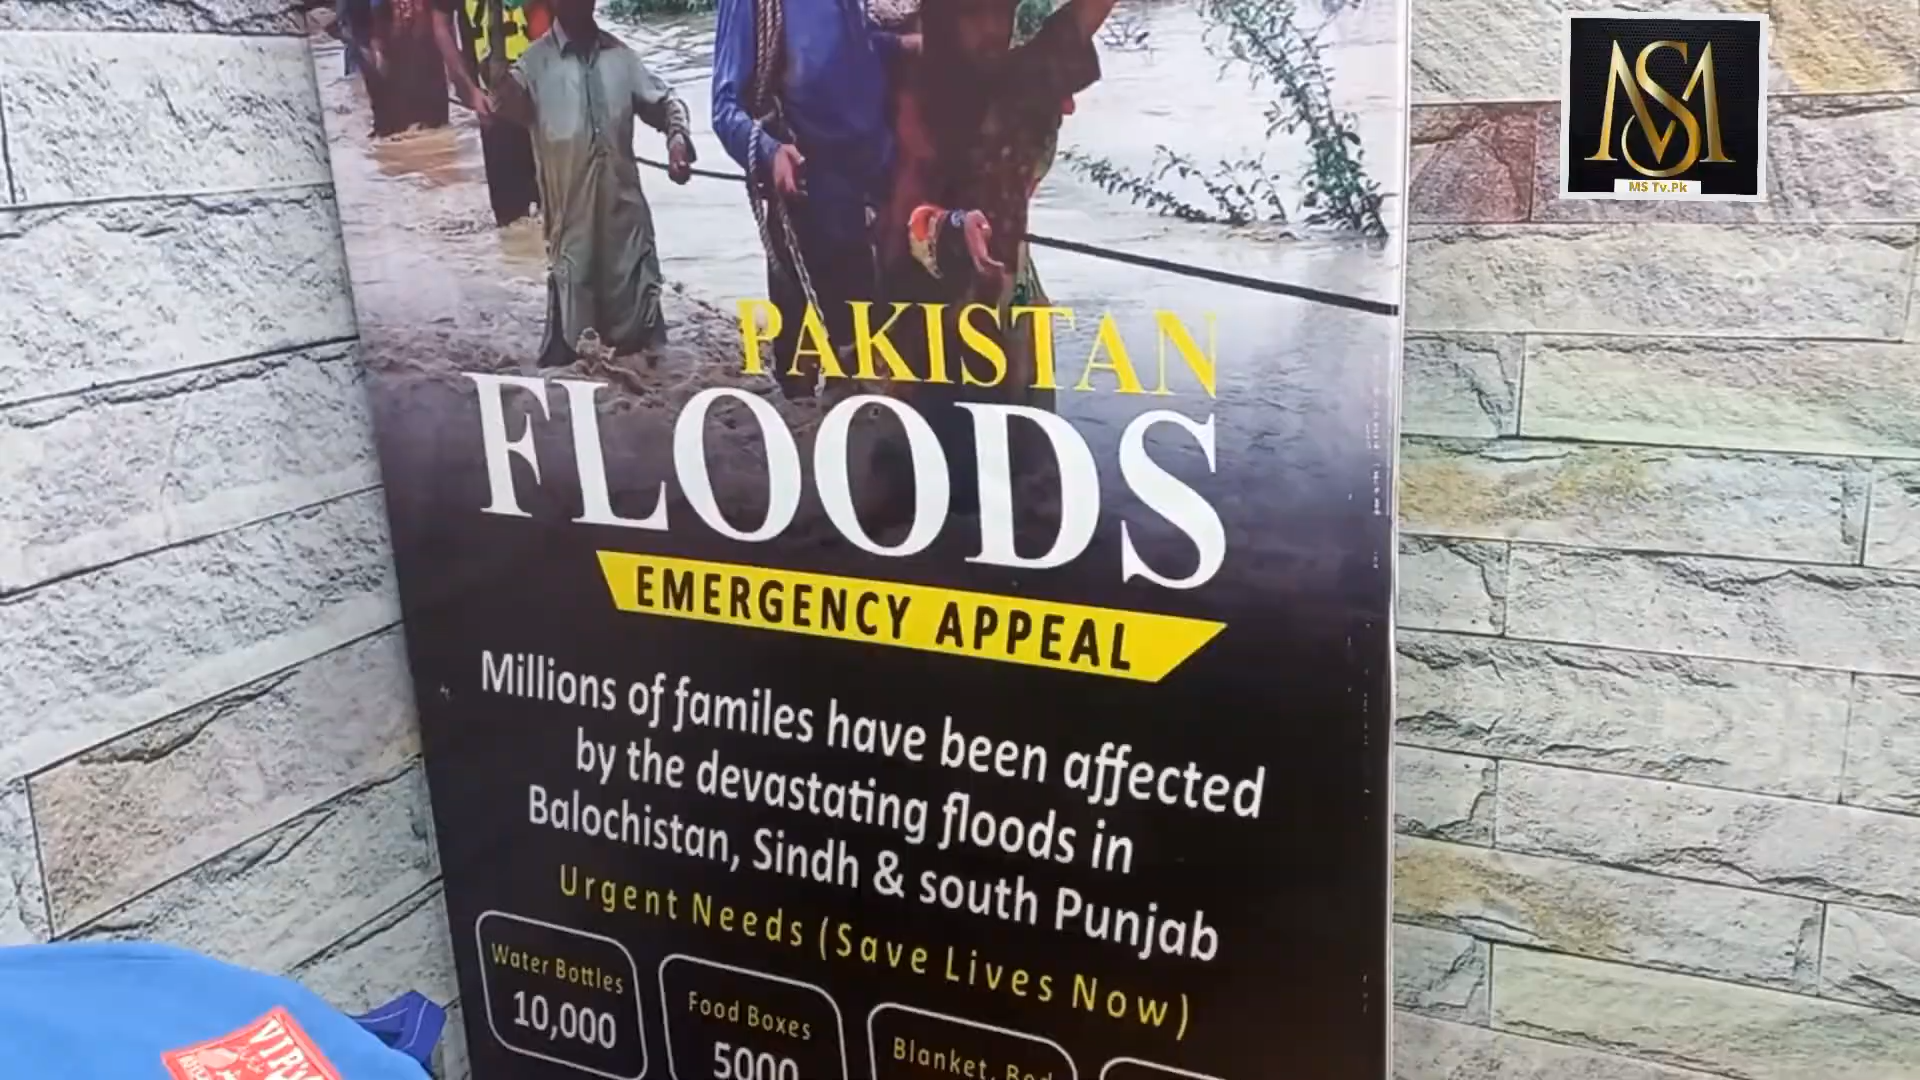 MS
MS Tv.Pk
PAKISTAN
FLOODS
EMERGENCY APPEAL
Millions of familes have been affected
by the devastating floods in
Balochistan, Sindh & south Punjab
Urgent Needs (Save Lives Now)
Water Bottles
10,000
Food Boxes
5000
Blanket, Bed